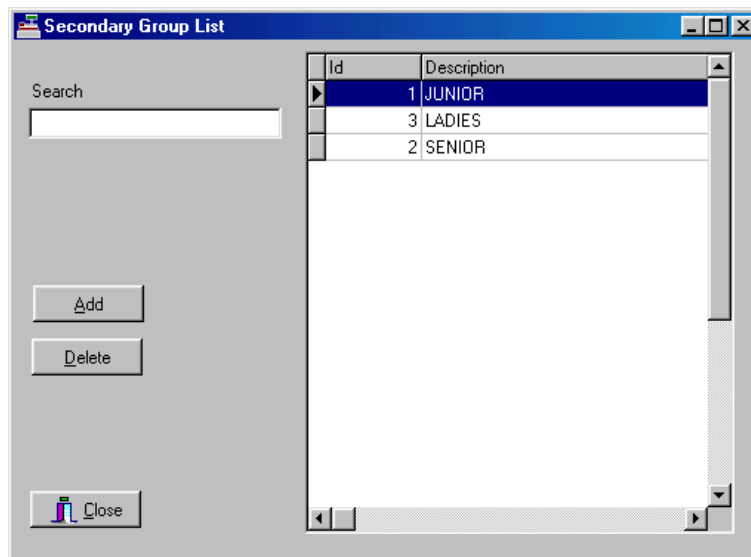 Secondary Group List
Search
Id Description
1 JUNIOR
3 LADIES
2 SENIOR
Add
Delete
Close